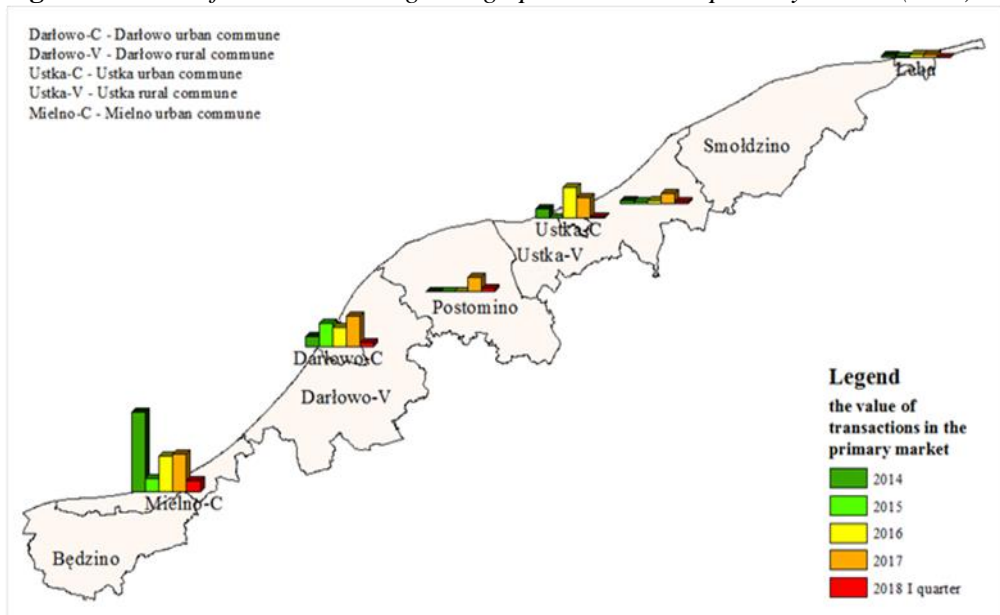 Darłowo-C - Darłowo urban commune
Darłowo-V - Darłowo rural commune
Ustka-C - Ustka urban commune
Ustka-V - Ustka rural commune
Mielno-C - Mielno urban commune
Łeba
Smołdzino
Ustka-C
Ustka-V
Postomino
Darłowo-C
Darłowo-V
Mielno-C
Będzino
Legend
the value of
transactions in the
primary market
2014
2015
2016
2017
2018 I quarter